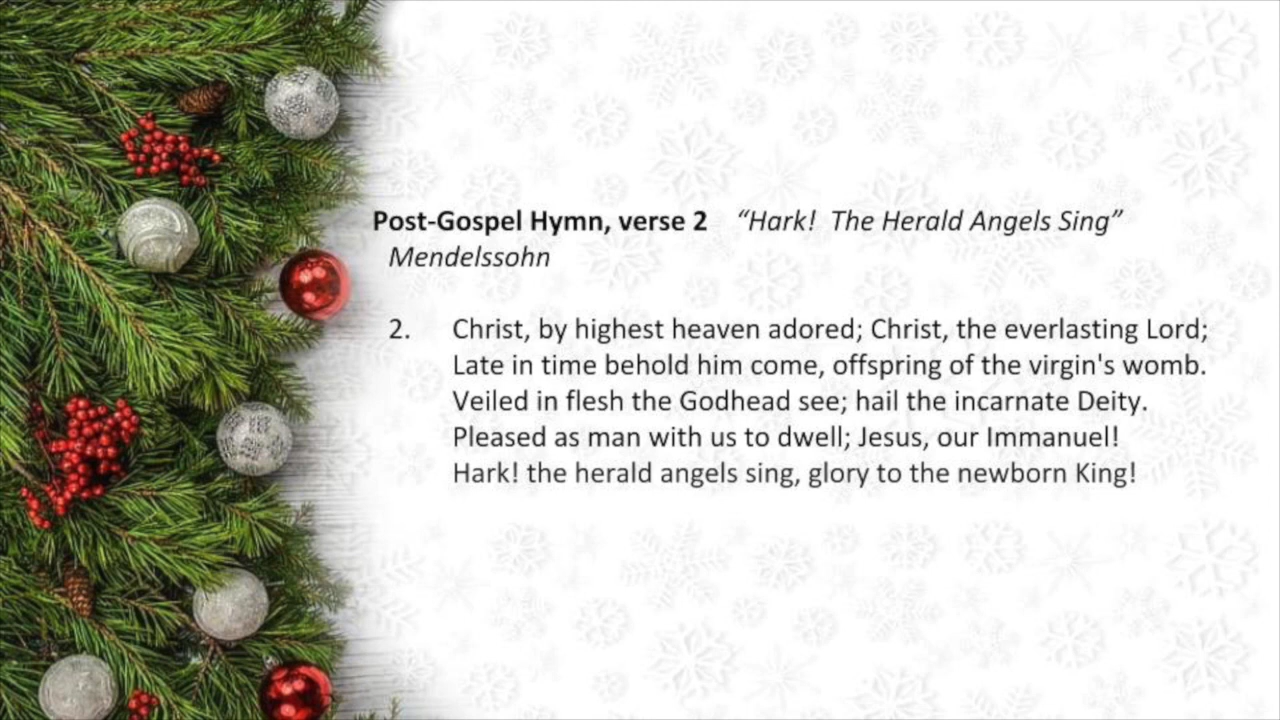 Post-Gospel Hymn, verse 2 “Hark! The Herald Angels Sing”
Mendelssohn
2. Christ, by highest heaven adored; Christ, the everlasting Lord;
Late in time behold him come, offspring of the virgin's womb.
Veiled in flesh the Godhead see; hail the incarnate Deity.
Pleased as man with us to dwell; Jesus, our Immanuel!
Hark! the herald angels sing, glory to the newborn King!